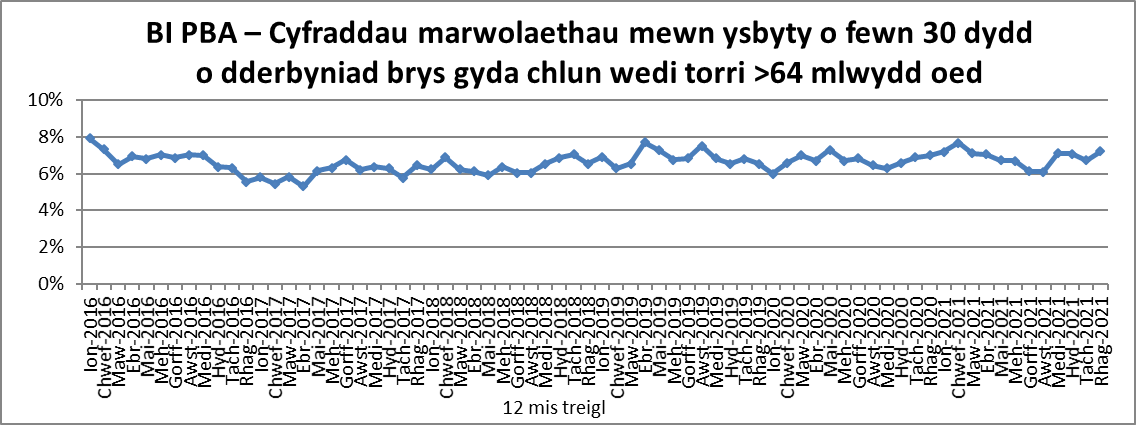 BI PBA – Cyfraddau marwolaethau mewn ysbyty o fewn 30 dydd
o dderbyniad brys gyda chlun wedi torri >64 mlwydd oed
10%
8%
6%
4%
2%
0%
Ion-2016
Chwef-2016
Maw-2016
Ebr-2016
Mai-2016
Meh-2016
Gorff-2016
Awst-2016
Medi-2016
Hyd-2016
Tach-2016
Rhag-2016
Ion-2017
Chwef-2017
Maw-2017
Ebr-2017
Mai-2017
Meh-2017
Gorff-2017
Awst-2017
Medi-2017
Hyd-2017
Tach-2017
Rhag-2017
Ion-2018
Chwef-2018
Maw-2018
Ebr-2018
Mai-2018
Meh-2018
Gorff-2018
Awst-2018
Medi-2018
Hyd-2018
Tach-2018
Rhag-2018
Ion-2019
Chwef-2019
Maw-2019
Ebr-2019
Mai-2019
Meh-2019
Gorff-2019
Awst-2019
Medi-2019
Hyd-2019
Tach-2019
Rhag-2019
Ion-2020
Chwef-2020
Maw-2020
Ebr-2020
Mai-2020
Meh-2020
Gorff-2020
Awst-2020
Medi-2020
Hyd-2020
Tach-2020
Rhag-2020
Ion-2021
Chwef-2021
Maw-2021
Ebr-2021
Mai-2021
Meh-2021
Gorff-2021
Awst-2021
Medi-2021
Hyd-2021
Tach-2021
Rhag-2021
12 mis treigl